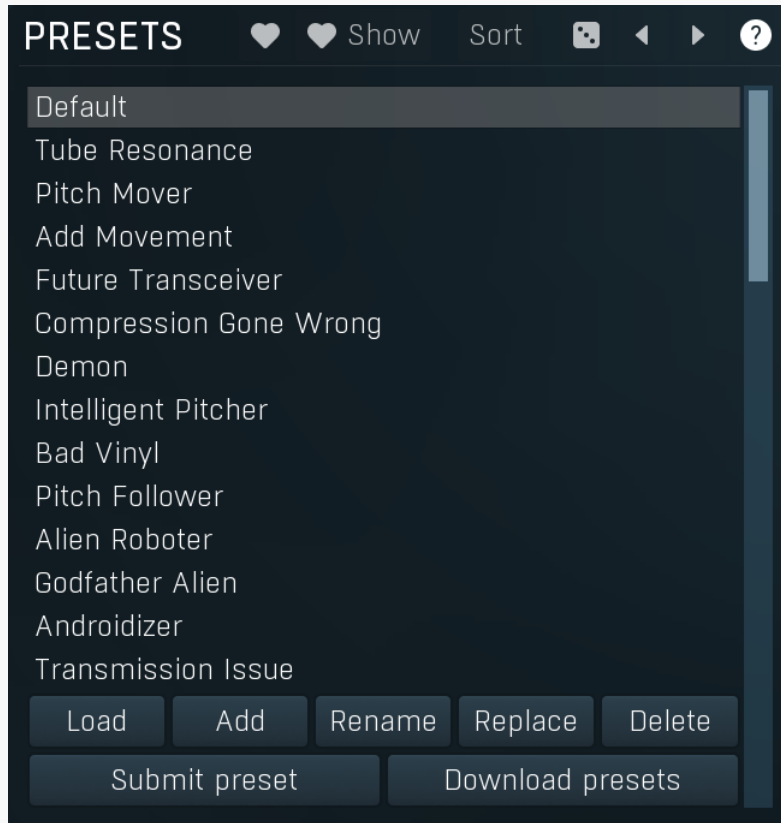 PRESETS Show Sort ?
Default
Tube Resonance
Pitch Mover
Add Movement
Future Transceiver
Compression Gone Wrong
Demon
Intelligent Pitcher
Bad Vinyl
Pitch Follower
Alien Roboter
Godfather Alien
Androidizer
Transmission Issue
Load Add Rename Replace Delete
Submit preset Download presets